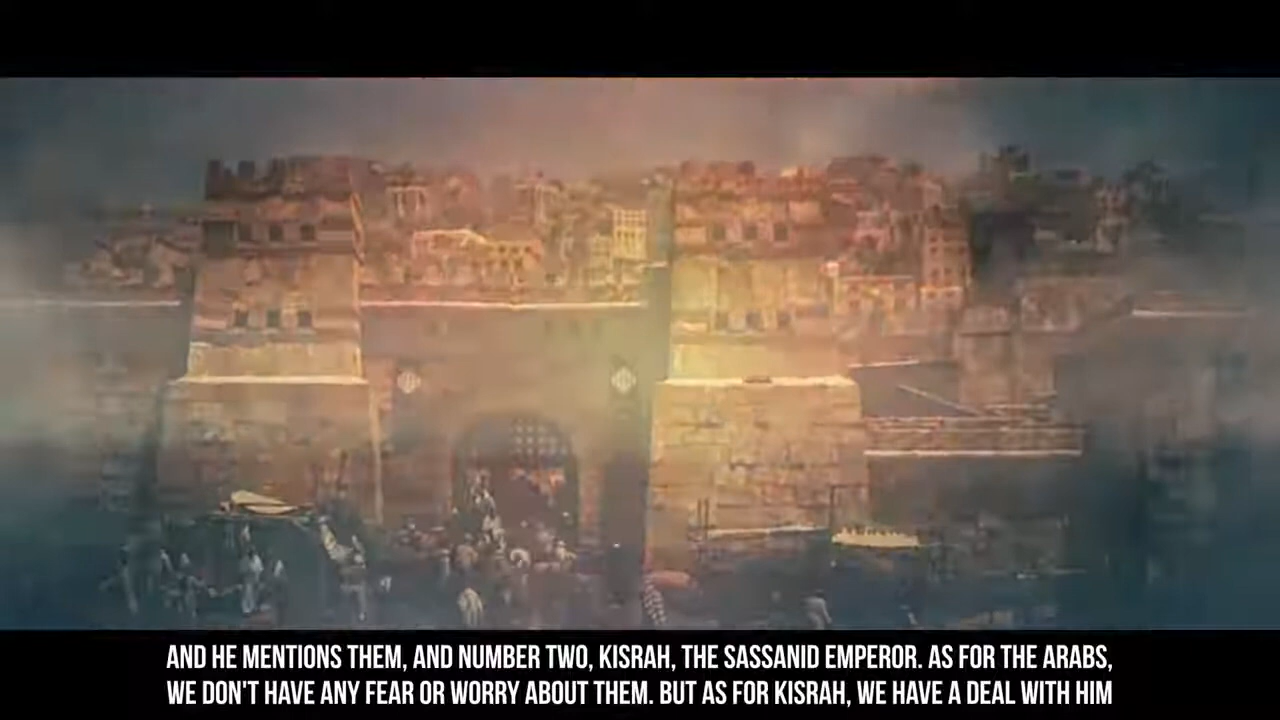 AND HE MENTIONS THEM, AND NUMBER TWO, KISRAH, THE SASSANID EMPEROR. AS FOR THE ARABS,
WE DON'T HAVE ANY FEAR OR WORRY ABOUT THEM. BUT AS FOR KISRAH, WE HAVE A DEAL WITH HIM